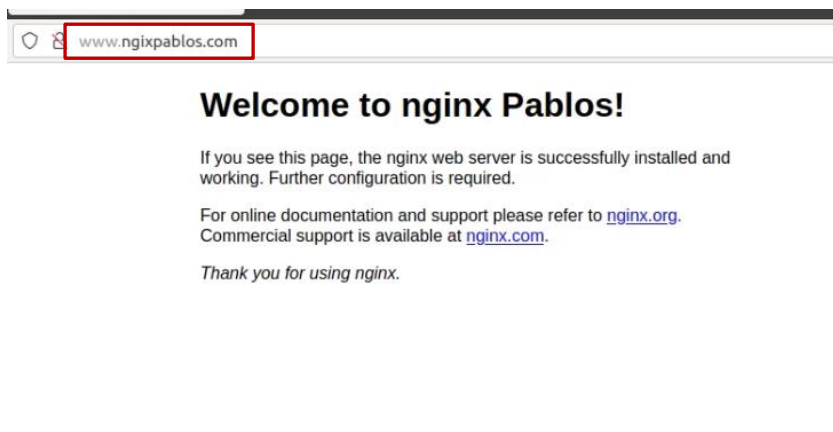 www.ngixpablos.com
Welcome to nginx Pablos!
If you see this page, the nginx web server is successfully installed and
working. Further configuration is required.
For online documentation and support please refer to nginx.org.
Commercial support is available at nginx.com.
Thank you for using nginx.